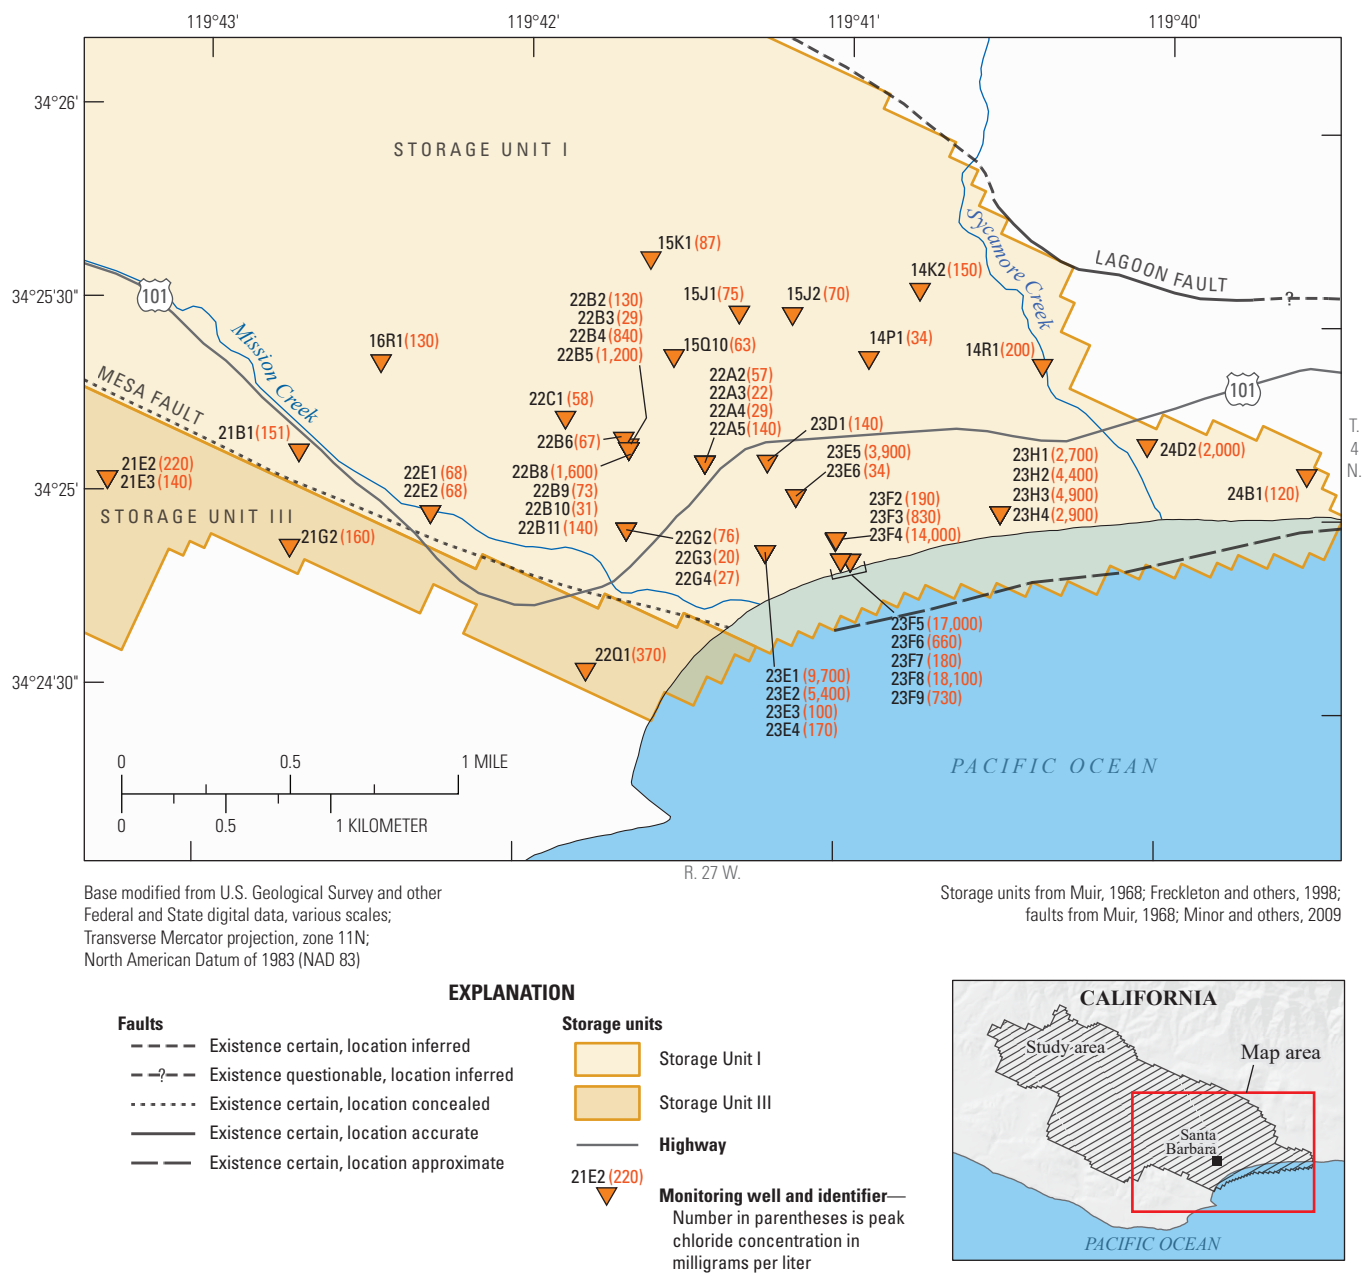 119°43'
119°42'
119°41'
119°40'
34°26'
34°25'30"
34°25'
34°24'30"
STORAGE UNIT I
Sycamore Creek
LAGOON FAULT
?
101
Mission Creek
MESA FAULT
15K1 (87)
14K2 (150)
15J1 (75)
15J2 (70)
22B2 (130)
22B3 (29)
22B4 (840)
22B5 (1,200)
16R1 (130)
15Q10 (63)
14P1 (34)
14R1 (200)
101
22A2 (57)
22A3 (22)
22A4 (29)
22A5 (140)
22C1 (58)
22B6 (67)
23D1 (140)
21B1 (151)
23E5 (3,900)
23E6 (34)
23H1 (2,700)
23H2 (4,400)
23H3 (4,900)
23H4 (2,900)
24D2 (2,000)
24B1 (120)
T.
4
N.
21E2 (220)
21E3 (140)
22E1 (68)
22E2 (68)
22B8 (1,600)
22B9 (73)
22B10 (31)
22B11 (140)
23F2 (190)
23F3 (830)
23F4 (14,000)
STORAGE UNIT III
21G2 (160)
22G2 (76)
22G3 (20)
22G4 (27)
23F5 (17,000)
23F6 (660)
23F7 (180)
23F8 (18,100)
23F9 (730)
22Q1 (370)
23E1 (9,700)
23E2 (5,400)
23E3 (100)
23E4 (170)
PACIFIC OCEAN
0 0.5 1 MILE
0 0.5 1 KILOMETER
R. 27 W.
Base modified from U.S. Geological Survey and other
Federal and State digital data, various scales;
Transverse Mercator projection, zone 11N;
North American Datum of 1983 (NAD 83)
Storage units from Muir, 1968; Freckleton and others, 1998;
faults from Muir, 1968; Minor and others, 2009
EXPLANATION
Faults
Existence certain, location inferred
?
Existence questionable, location inferred
Existence certain, location concealed
Existence certain, location accurate
Existence certain, location approximate
Storage units
Storage Unit I
Storage Unit III
Highway
21E2 (220)
Monitoring well and identifier—
Number in parentheses is peak
chloride concentration in
milligrams per liter
CALIFORNIA
Study area
Map area
Santa
Barbara
PACIFIC OCEAN